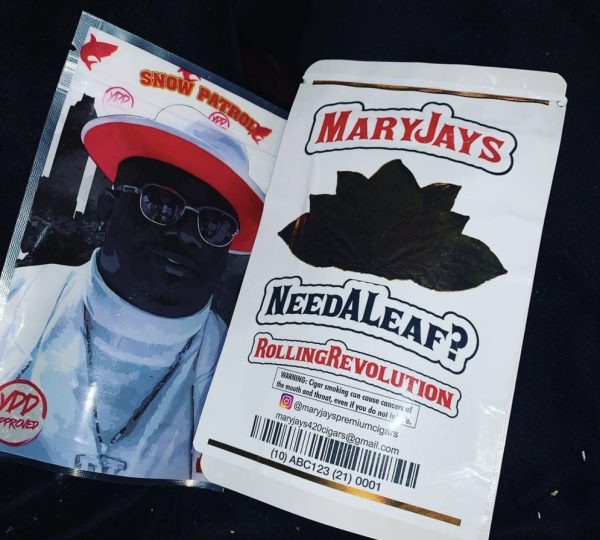 SNOW PATROL
YDD
YDD
YDD
APPROVED
MARYJAYS
NEEDALEAF?
ROLLINGREVOLUTION
WARNING: Cigar smoking can cause cancers of
the mouth and throat, even if you do not inhale.
@maryjayspremiumcigars
maryjays420cigars@gmail.com
(10) ABC123 (21) 0001